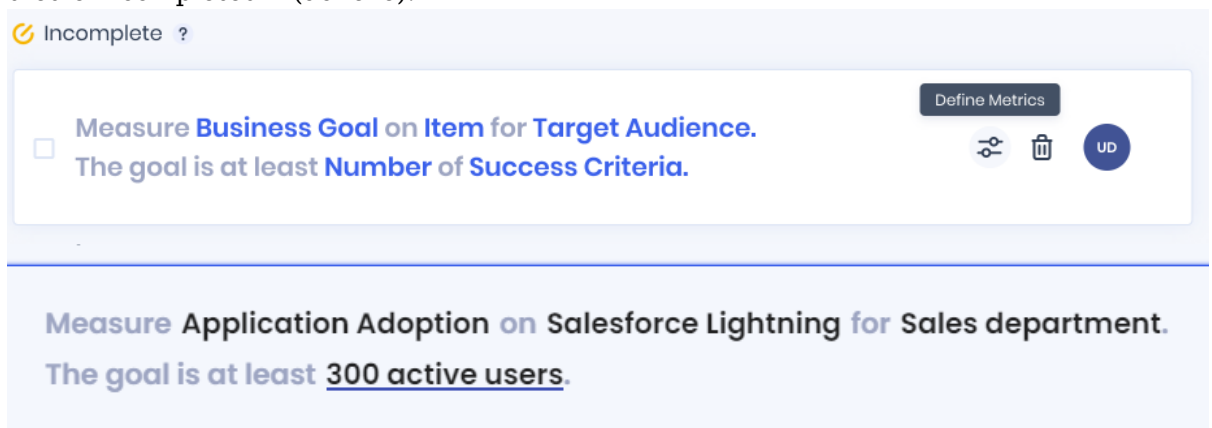 Incomplete ?
Define Metrics
Measure Business Goal on Item for Target Audience.
The goal is at least Number of Success Criteria.
UD
Measure Application Adoption on Salesforce Lightning for Sales department.
The goal is at least 300 active users.